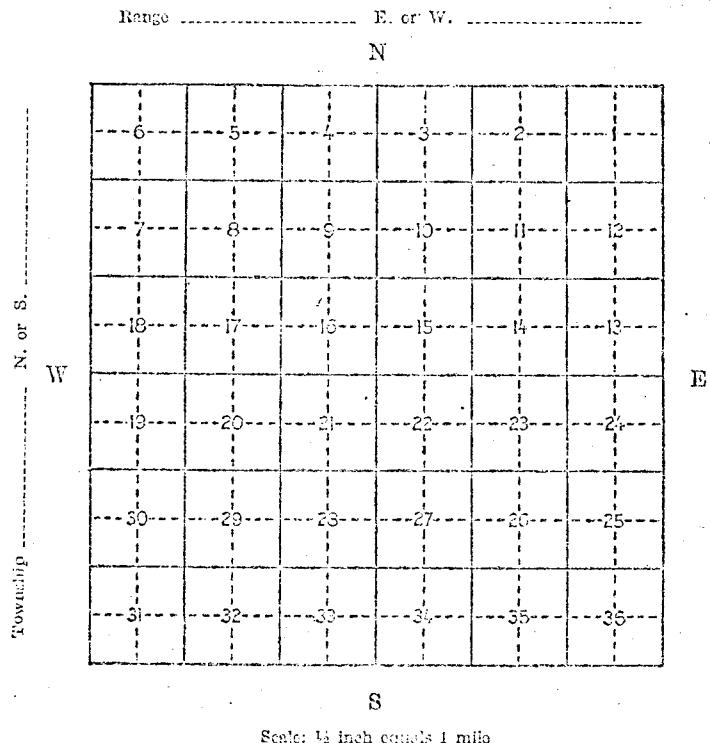 Range E. or W.
N
6 5 4 3 2 1
7 8 9 10 11 12
Township N. or S.
18 17 16 15 14 13
W E
19 20 21 22 23 24
30 29 28 27 26 25
31 32 33 34 35 36
S
Scale: ½ inch equals 1 mile